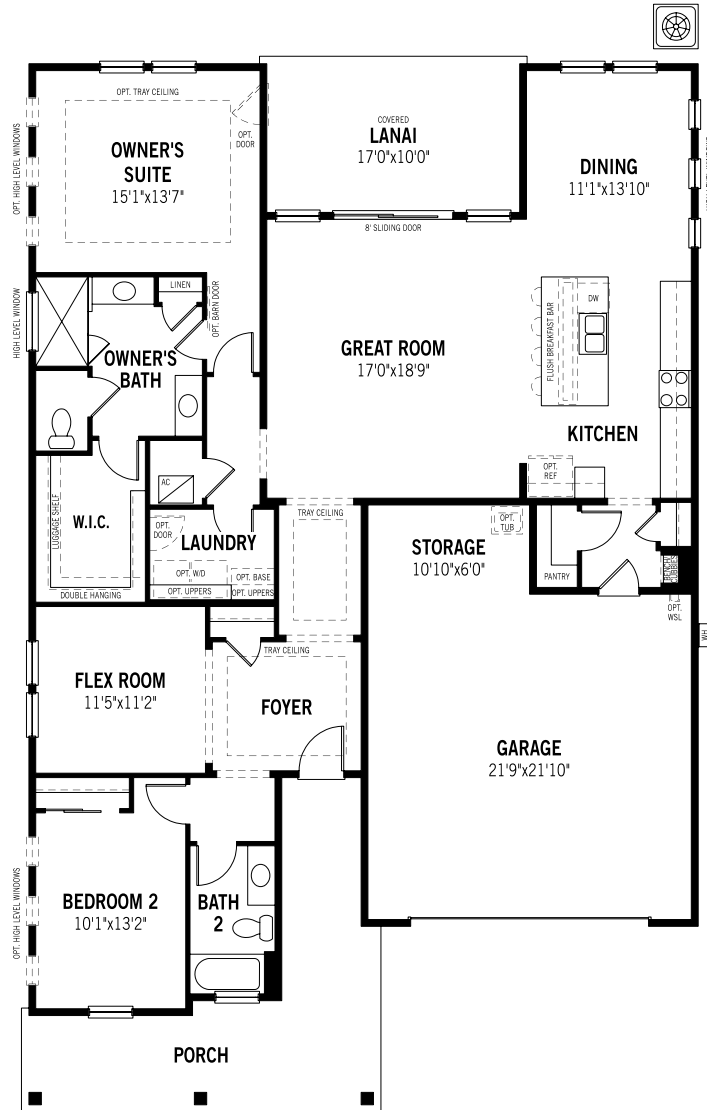 OPT. TRAY CEILING
OWNER'S
SUITE
15'1"x13'7"
OPT.
DOOR
OPT. HIGH LEVEL WINDOWS
COVERED
LANAI
17'0"x10'0"
8' SLIDING DOOR
DINING
11'1"x13'10"
HIGH LEVEL WINDOW
LINEN
OPT. BARN DOOR
OWNER'S
BATH
GREAT ROOM
17'0"x18'9"
FLUSH BREAKFAST BAR
DW
KITCHEN
OPT.
REF
AC
LUGGAGE SHELF
W.I.C.
DOUBLE HANGING
OPT.
DOOR
LAUNDRY
OPT. W/D
OPT. BASE
OPT. UPPERS
OPT. UPPERS
TRAY CEILING
STORAGE
10'10"x6'0"
OPT.
TUB
PANTRY
BENCH/
CUBBIES
OPT.
WSL
WH
FLEX ROOM
11'5"x11'2"
TRAY CEILING
FOYER
GARAGE
21'9"x21'10"
OPT. HIGH LEVEL WINDOWS
BEDROOM 2
10'1"x13'2"
BATH
2
PORCH